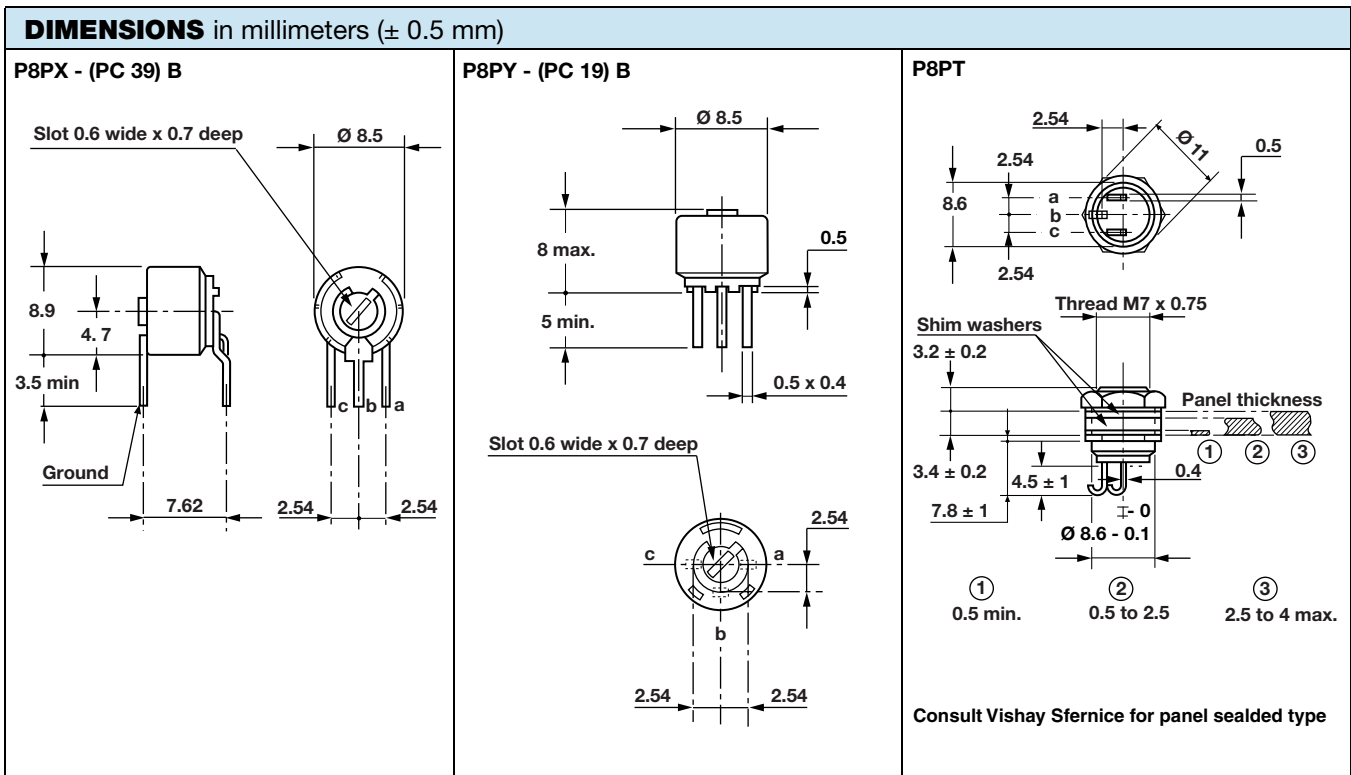 DIMENSIONS in millimeters (± 0.5 mm)
P8PX - (PC 39) B
Slot 0.6 wide x 0.7 deep
Ø 8.5
8.9
4. 7
3.5 min
c b a
Ground
7.62
2.54
2.54
P8PY - (PC 19) B
Ø 8.5
8 max.
0.5
5 min.
0.5 x 0.4
Slot 0.6 wide x 0.7 deep
2.54
c
a
b
2.54
2.54
P8PT
2.54
Ø 11
0.5
2.54
8.6
a
b
c
2.54
Thread M7 x 0.75
Shim washers
3.2 ± 0.2
Panel thickness
1
2
3
3.4 ± 0.2
4.5 ± 1
0.4
7.8 ± 1
- 0
Ø 8.6 - 0.1
1
2
3
0.5 min.
0.5 to 2.5
2.5 to 4 max.
Consult Vishay Sfernice for panel sealded type